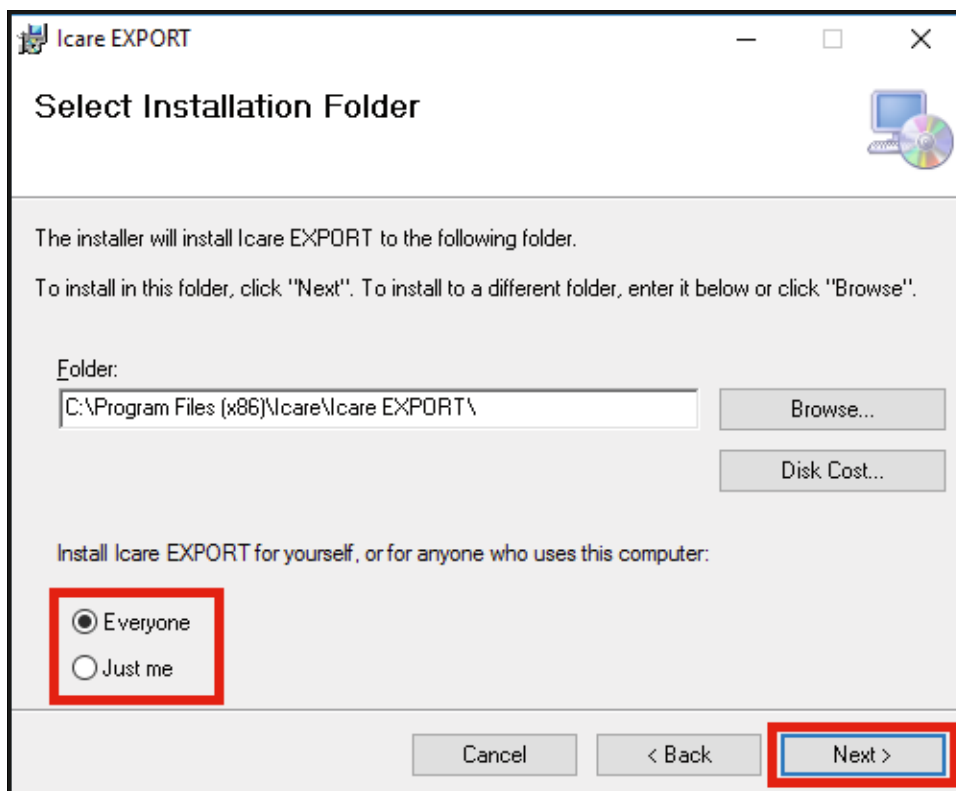 Icare EXPORT
Select Installation Folder
The installer will install Icare EXPORT to the following folder.
To install in this folder, click "Next". To install to a different folder, enter it below or click "Browse".
Folder:
C:\Program Files (x86)\Icare\Icare EXPORT\
Browse...
Disk Cost...
Install Icare EXPORT for yourself, or for anyone who uses this computer:
Everyone
Just me
Cancel
< Back
Next >